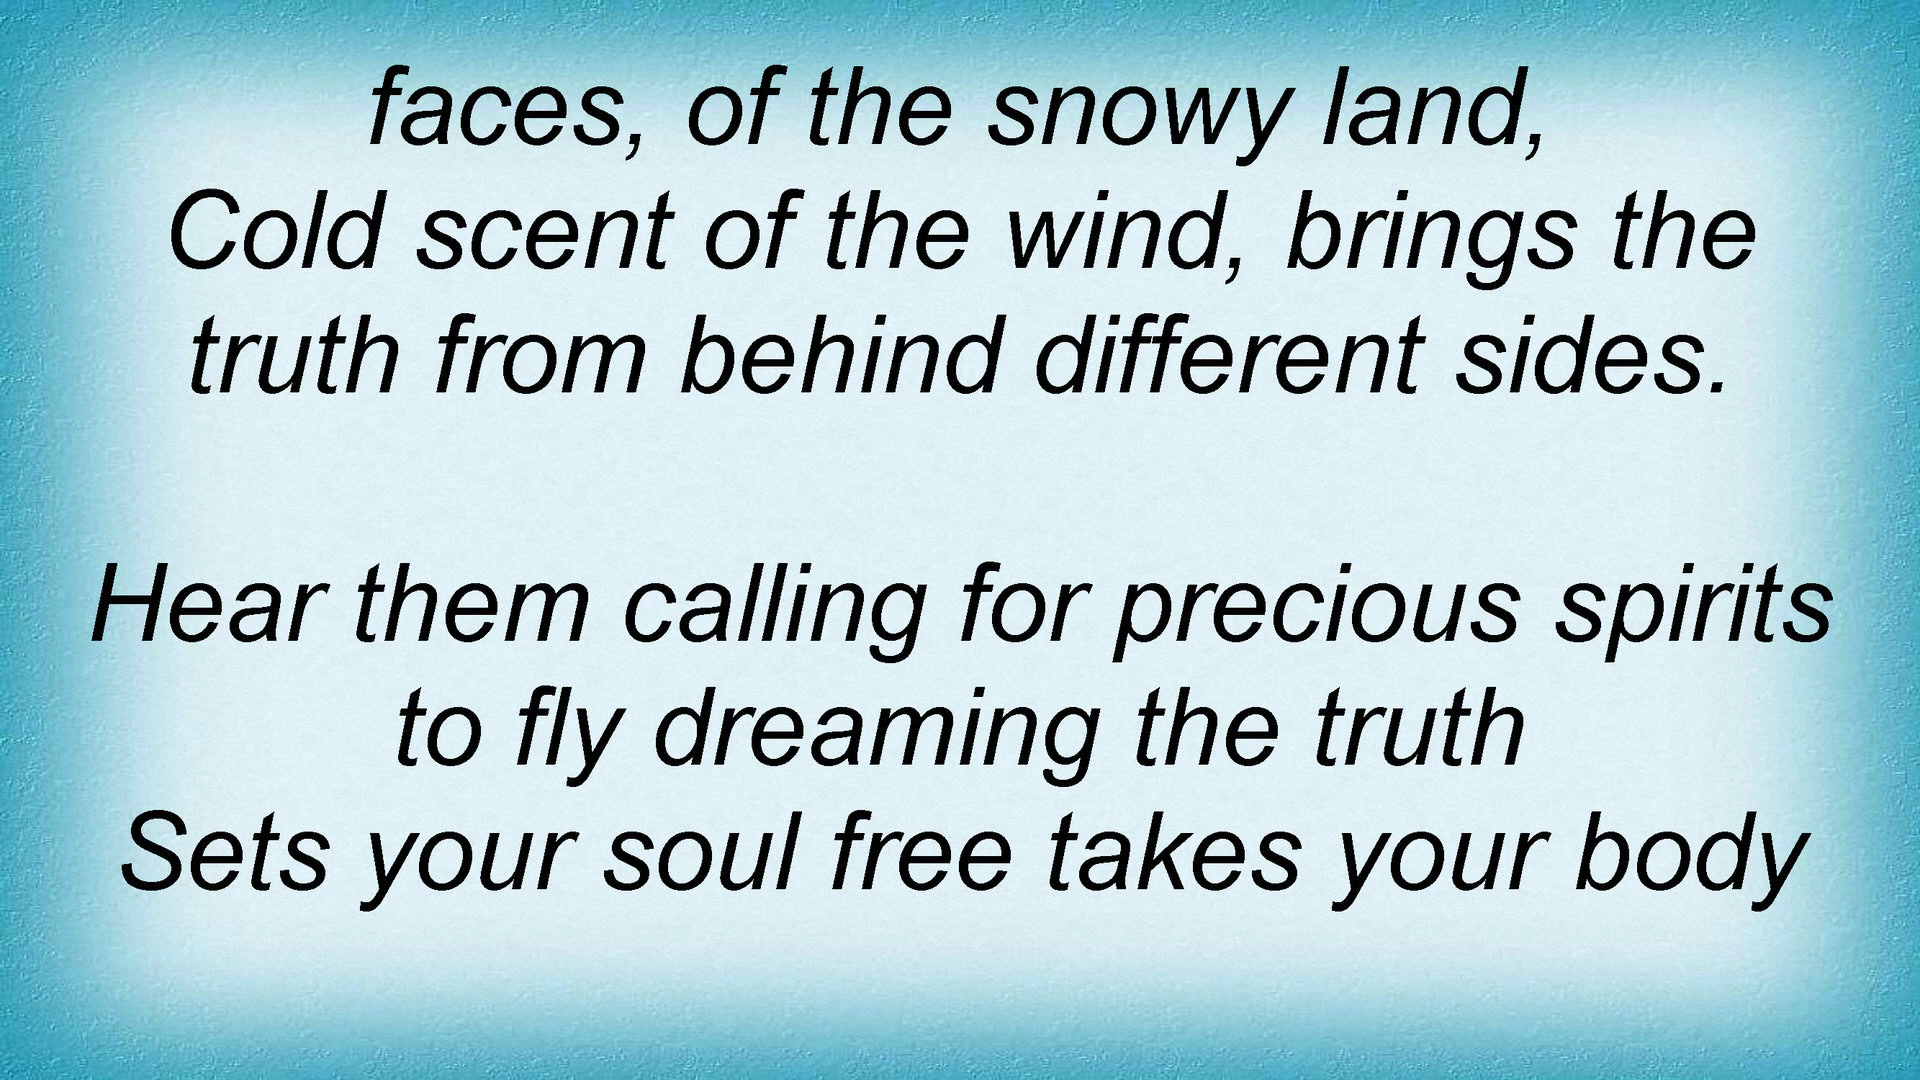 faces, of the snowy land,
Cold scent of the wind, brings the
truth from behind different sides.
Hear them calling for precious spirits
to fly dreaming the truth
Sets your soul free takes your body